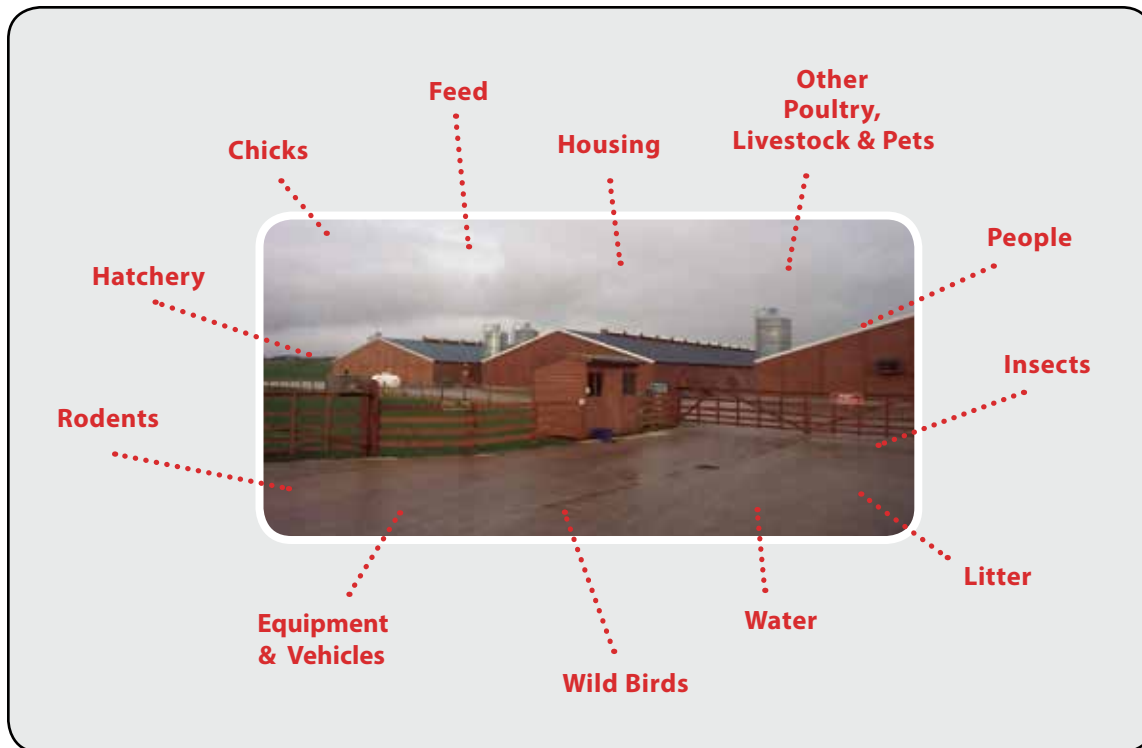 Feed
Other
Poultry,
Livestock & Pets
Housing
Chicks
People
Hatchery
Insects
Rodents
Litter
Equipment
& Vehicles
Water
Wild Birds